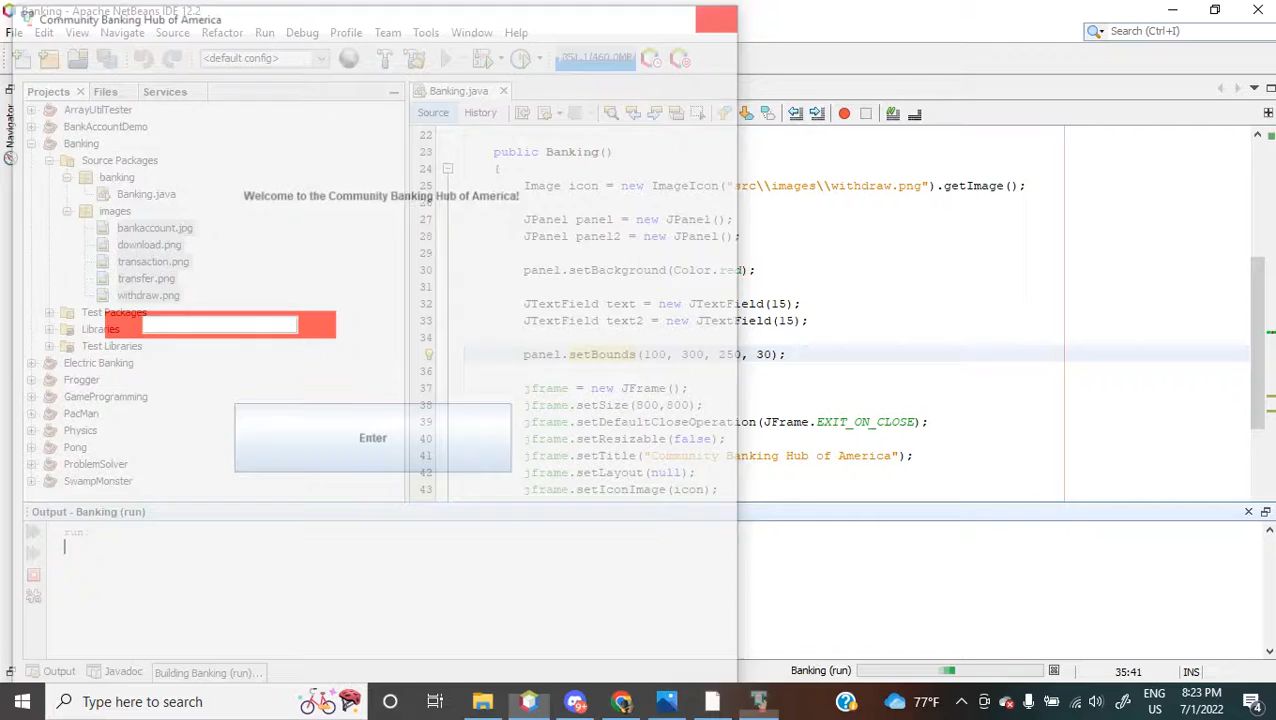 Banking - Apache NetBeans IDE 12.2
Community Banking Hub of America
File Edit View Navigate Source Refactor Run Debug Profile Team Tools Window Help
Search (Ctrl+I)
<default config>
Projects Files Services
Banking.java
Source History
Navigator
ArrayUtilTester
BankAccountDemo
Banking
Source Packages
banking
Banking.java
images
bankaccount.jpg
download.png
transaction.png
transfer.png
withdraw.png
Test Packages
Libraries
Test Libraries
Electric Banking
Frogger
GameProgramming
PacMan
Physics
Pong
ProblemSolver
SwampMonster
Welcome to the Community Banking Hub of America!
Enter
22
23 public Banking()
24 {
25 Image icon = new ImageIcon("src\\images\\withdraw.png").getImage();
27 JPanel panel = new JPanel();
28 JPanel panel2 = new JPanel();
29
30 panel.setBackground(Color.red);
31
32 JTextField text = new JTextField(15);
33 JTextField text2 = new JTextField(15);
34
panel.setBounds(100, 300, 250, 30);
36
37 jframe = new JFrame();
38 jframe.setSize(800,800);
39 jframe.setDefaultCloseOperation(JFrame.EXIT_ON_CLOSE);
40 jframe.setResizable(false);
41 jframe.setTitle("Community Banking Hub of America");
42 jframe.setLayout(null);
43 jframe.setIconImage(icon);
Output - Banking (run)
run:
Output Javadoc Building Banking (run)...
Banking (run) 35:41 INS
Type here to search
77°F
ENG
US
8:23 PM
7/1/2022
4